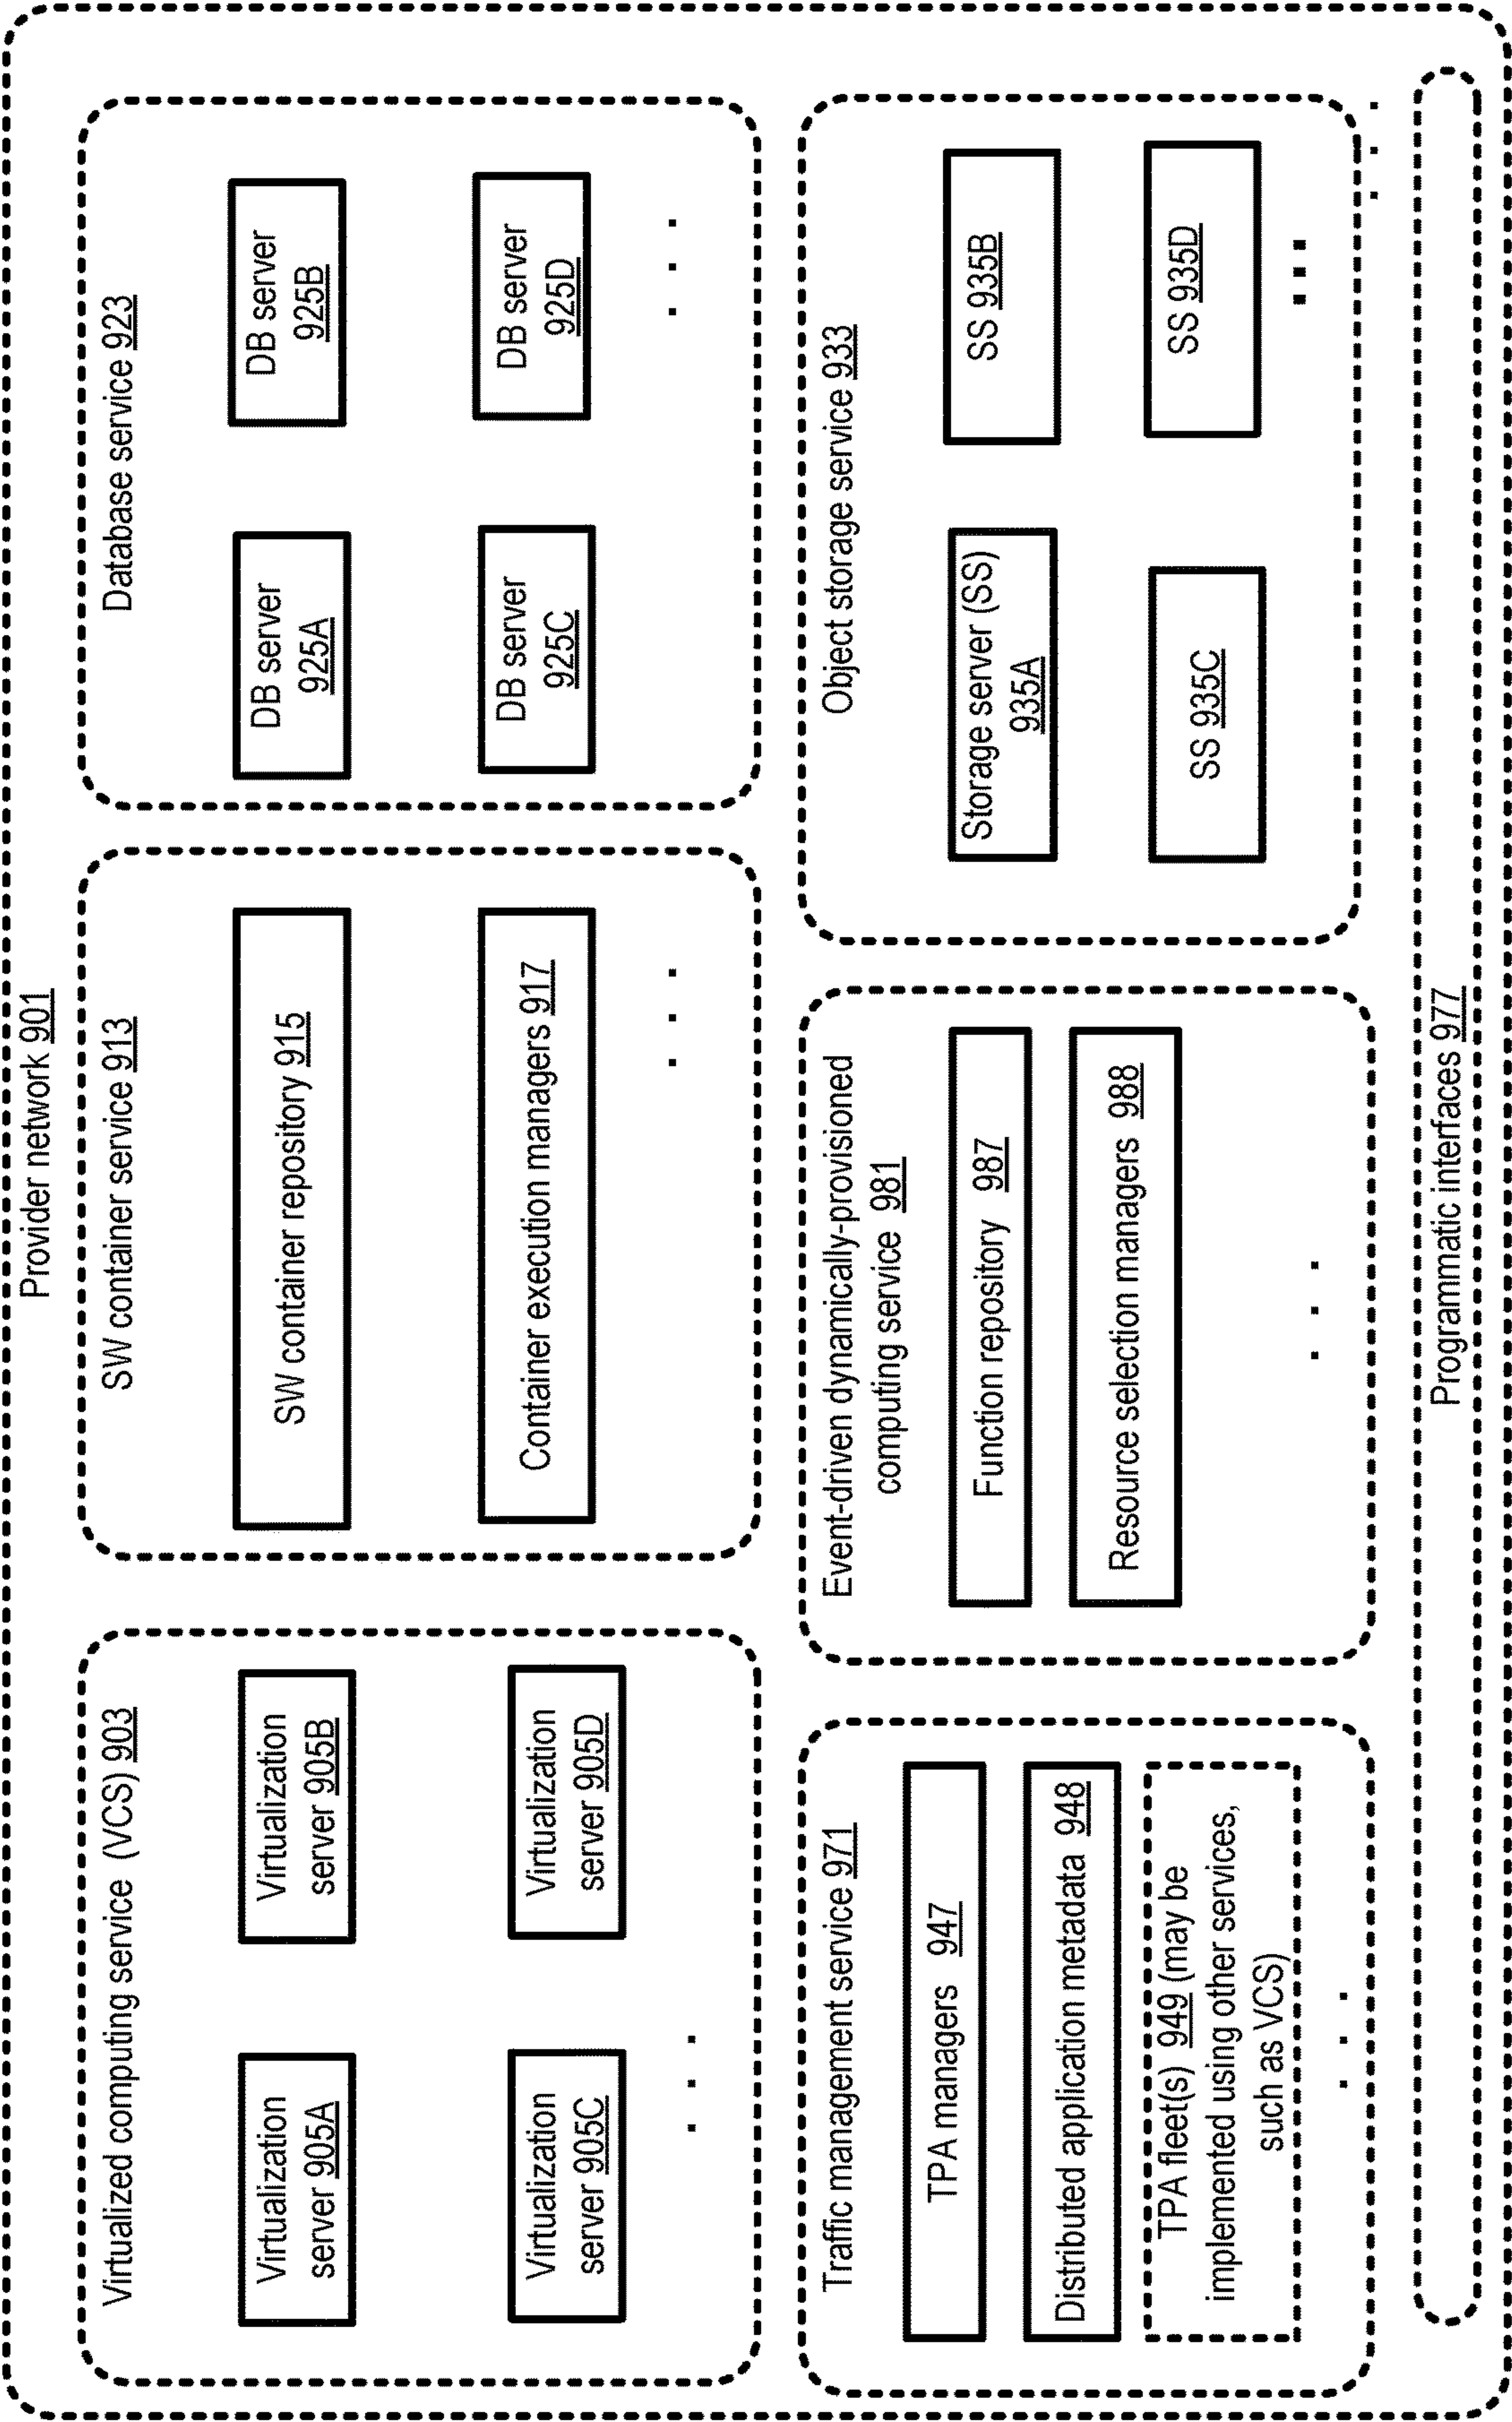 Provider network 901
Virtualized computing service (VCS) 903
Virtualization
server 905A
Virtualization
server 905B
Virtualization
server 905C
Virtualization
server 905D
. . .
SW container service 913
SW container repository 915
Container execution managers 917
. . .
Database service 923
DB server
925A
DB server
925B
DB server
925C
DB server
925D
. . .
Traffic management service 971
TPA managers 947
Distributed application metadata 948
TPA fleet(s) 949 (may be
implemented using other services,
such as VCS)
. . .
Event-driven dynamically-provisioned
computing service 981
Function repository 987
Resource selection managers 988
. . .
Object storage service 933
Storage server (SS)
935A
SS 935B
SS 935C
SS 935D
...
. . .
Programmatic interfaces 977